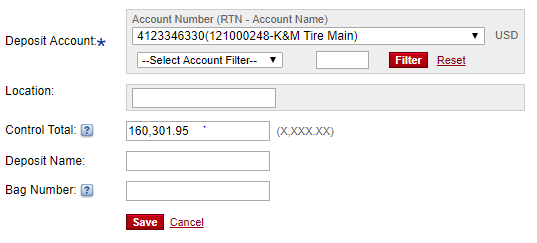 Account Number (RTN - Account Name)
Deposit Account:* 4123346330(121000248-K&M Tire Main) USD
--Select Account Filter-- Filter Reset
Location:
Control Total: ? 160,301.95 (X,XXX.XX)
Deposit Name:
Bag Number: ?
Save Cancel